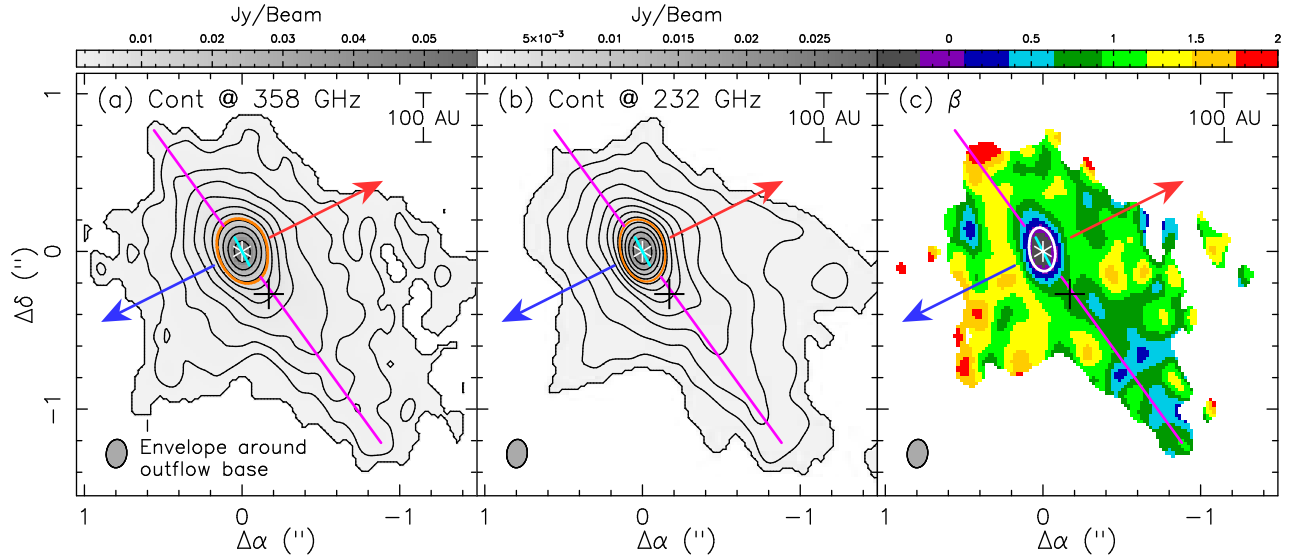 Jy/Beam Jy/Beam
0.01 0.02 0.03 0.04 0.05 5×10⁻³ 0.01 0.015 0.02 0.025 0 0.5 1 1.5 2
(a) Cont @ 358 GHz (b) Cont @ 232 GHz (c) β
100 AU 100 AU 100 AU
1
0
−1
Δδ (")
Envelope around
outflow base
1 0 −1 1 0 −1 1 0 −1
Δα (") Δα (") Δα (")